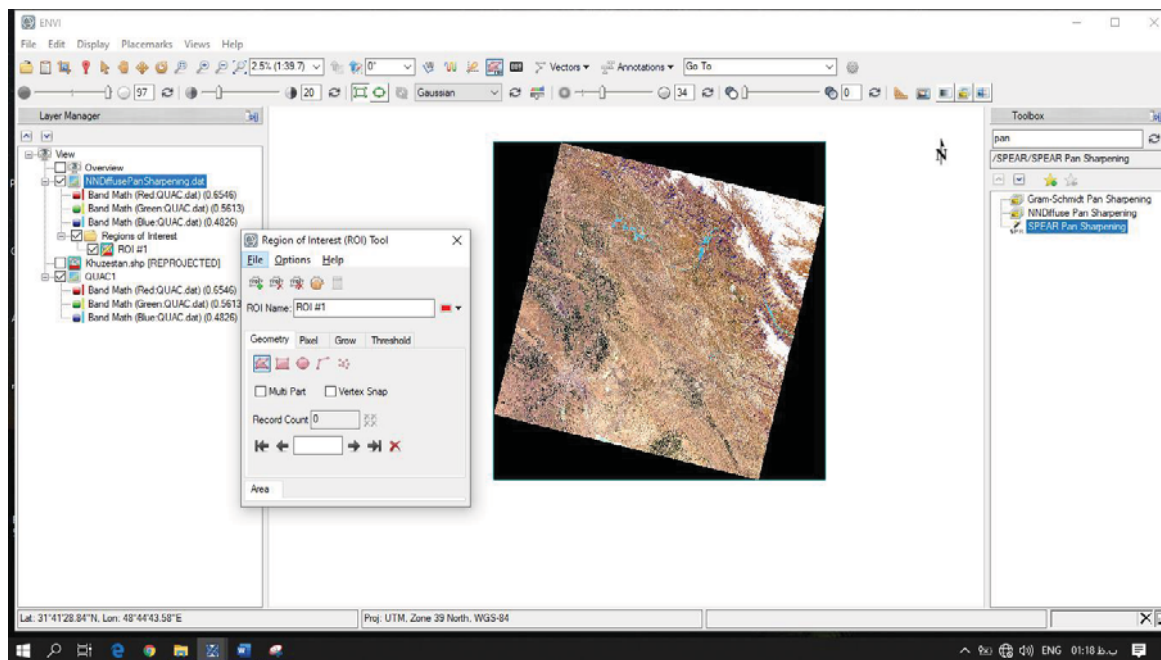 ENVI
File Edit Display Placemarks Views Help
2.5% (1:39.7) 0° Vectors Annotations Go To
97 20 Gaussian 34 0
Layer Manager
View
Overview
NNDiffusePanSharpening.dat
Band Math (Red:QUAC.dat) (0.6546)
Band Math (Green:QUAC.dat) (0.5613)
Band Math (Blue:QUAC.dat) (0.4826)
Regions of Interest
ROI #1
Khuzestan.shp [REPROJECTED]
QUAC1
Band Math (Red:QUAC.dat) (0.6546)
Band Math (Green:QUAC.dat) (0.5613
Band Math (Blue:QUAC.dat) (0.4826)
Region of Interest (ROI) Tool
File Options Help
ROI Name: ROI #1
Geometry Pixel Grow Threshold
Multi Part Vertex Snap
Record Count 0
Area
N
Toolbox
pan
/SPEAR/SPEAR Pan Sharpening
Gram-Schmidt Pan Sharpening
NNDiffuse Pan Sharpening
SPEAR Pan Sharpening
Lat: 31°41'28.84"N, Lon: 48°44'43.58"E
Proj: UTM, Zone 39 North, WGS-84
ENG 01:18 ب.ظ